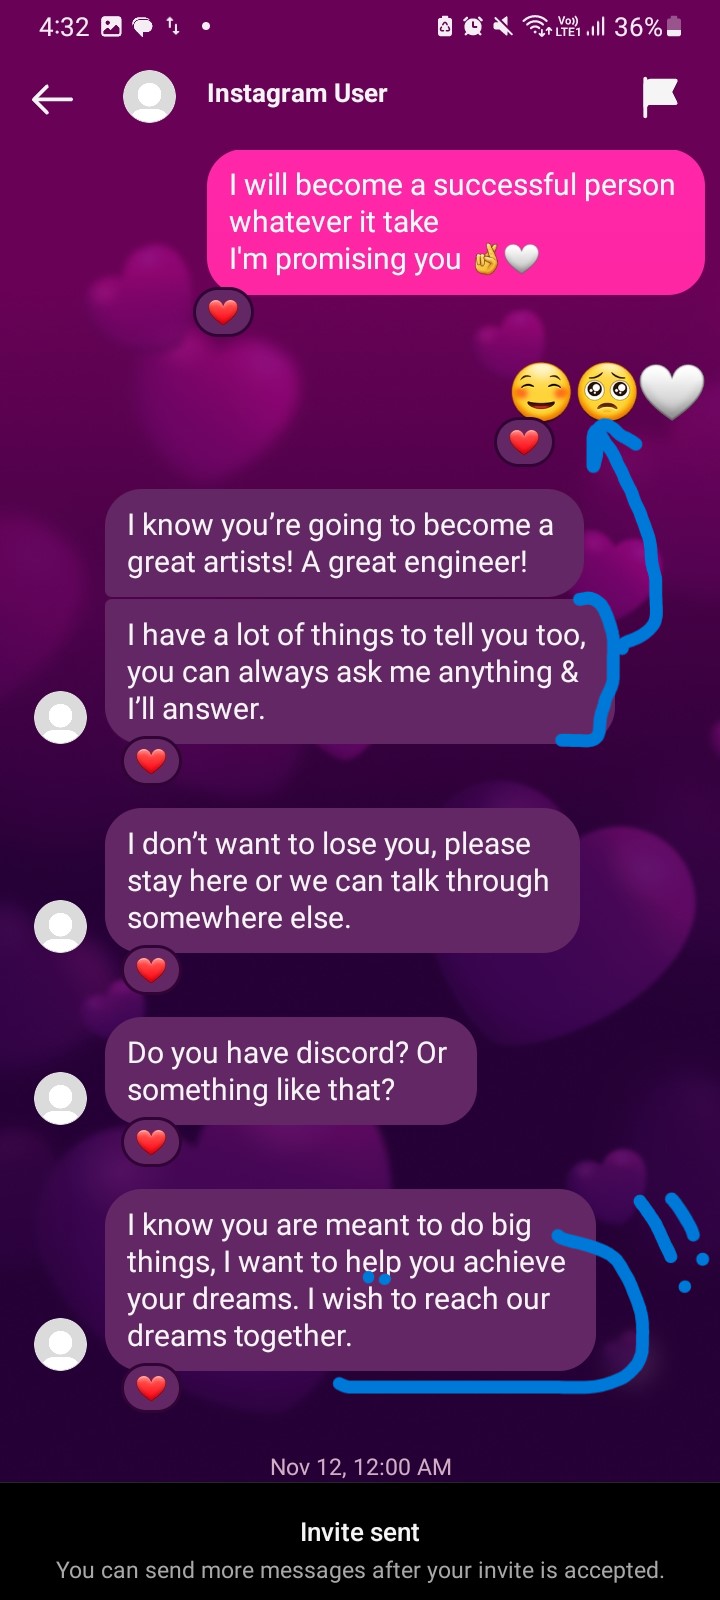 4:32
Vo)) LTE1 36%
Instagram User
I will become a successful person
whatever it take
I'm promising you 🤞🤍
❤️
😊🥺🤍
❤️
I know you’re going to become a
great artists! A great engineer!
I have a lot of things to tell you too,
you can always ask me anything &
I’ll answer.
❤️
I don’t want to lose you, please
stay here or we can talk through
somewhere else.
❤️
Do you have discord? Or
something like that?
❤️
I know you are meant to do big
things, I want to help you achieve
your dreams. I wish to reach our
dreams together.
!!
❤️
Nov 12, 12:00 AM
Invite sent
You can send more messages after your invite is accepted.